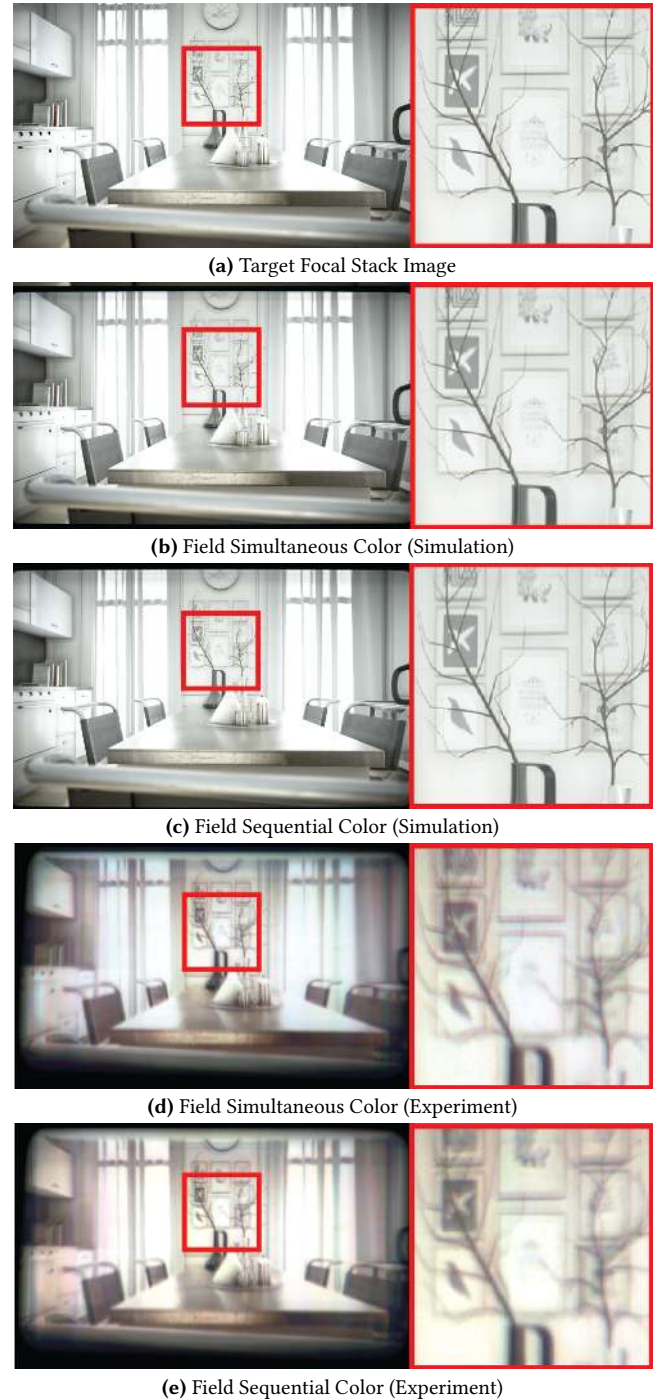 (a) Target Focal Stack Image
(b) Field Simultaneous Color (Simulation)
(c) Field Sequential Color (Simulation)
(d) Field Simultaneous Color (Experiment)
(e) Field Sequential Color (Experiment)